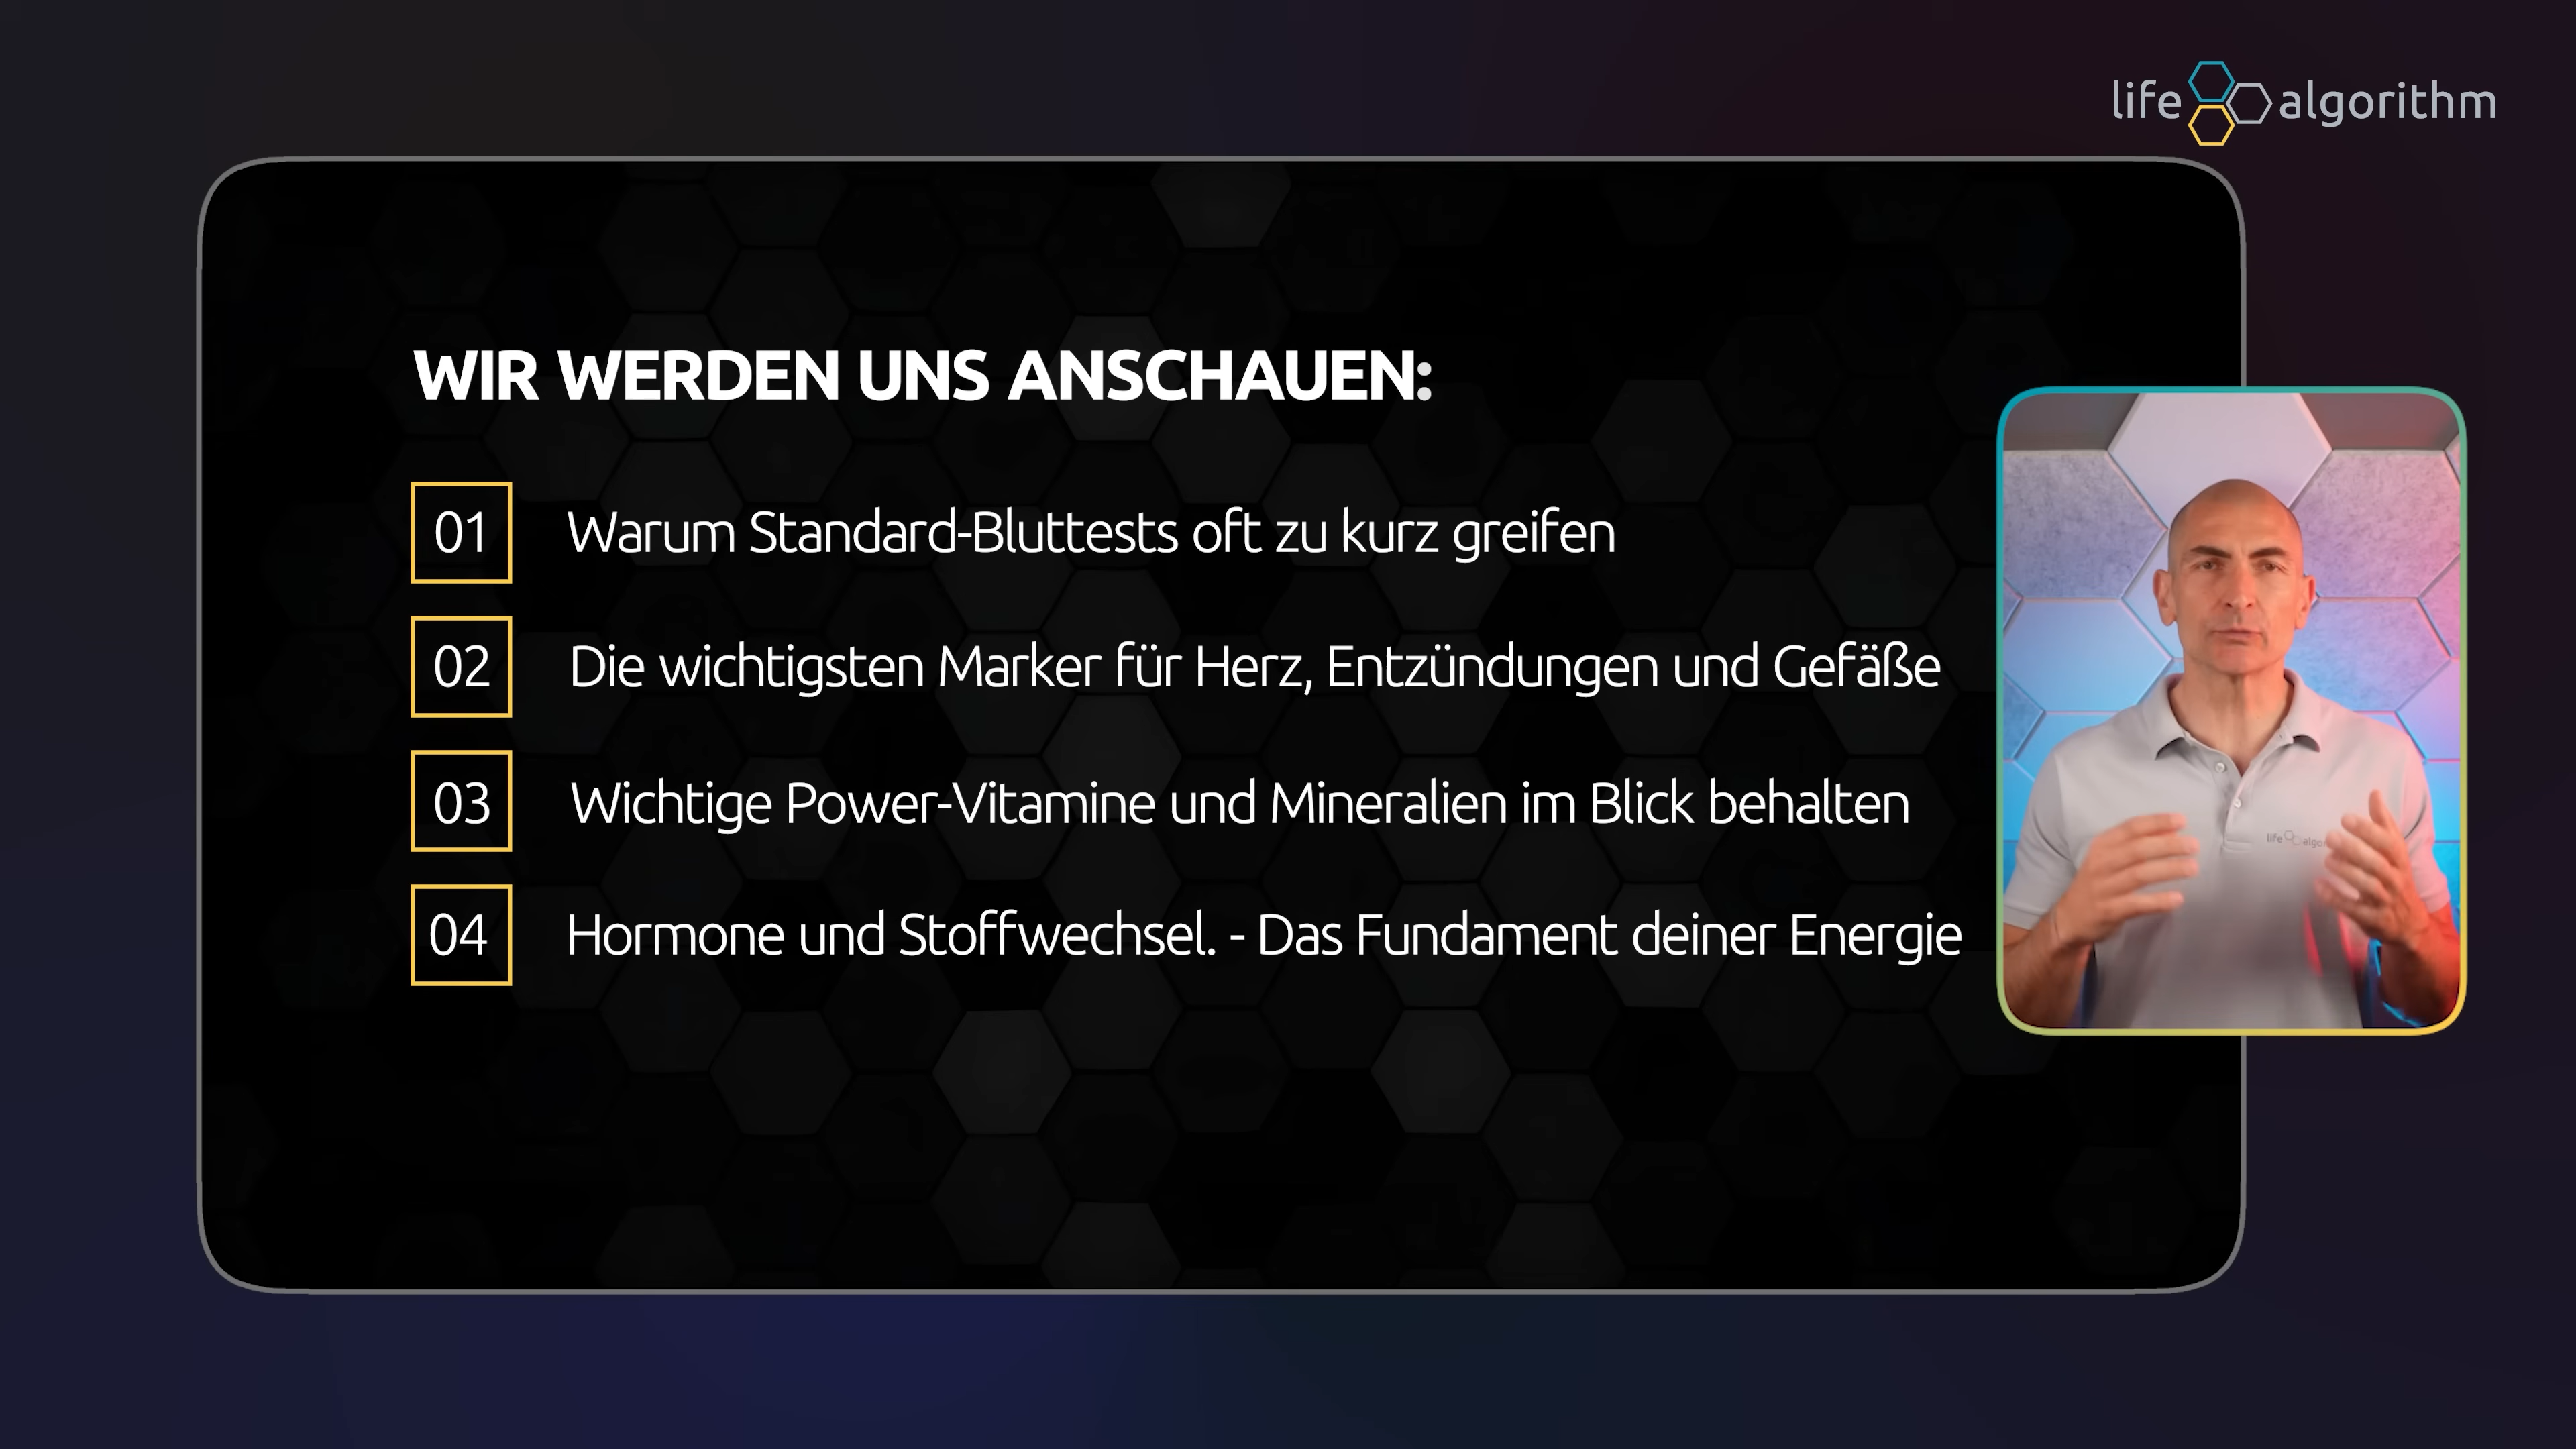 life algorithm
WIR WERDEN UNS ANSCHAUEN:
01 Warum Standard-Bluttests oft zu kurz greifen
02 Die wichtigsten Marker für Herz, Entzündungen und Gefäße
03 Wichtige Power-Vitamine und Mineralien im Blick behalten
04 Hormone und Stoffwechsel. - Das Fundament deiner Energie
life